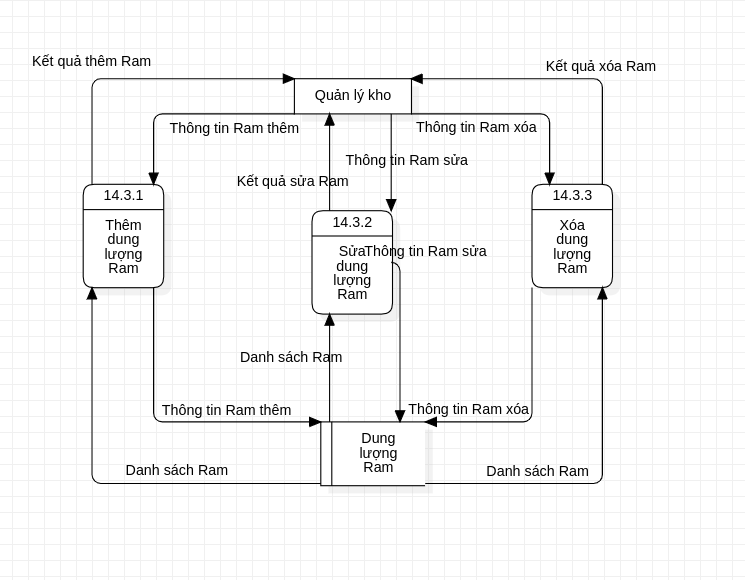 Kết quả thêm Ram
Kết quả xóa Ram
Quản lý kho
Thông tin Ram thêm
Thông tin Ram xóa
Thông tin Ram sửa
Kết quả sửa Ram
14.3.1
Thêm
dung
lượng
Ram
14.3.2
Sửa
dung
lượng
Ram
Thông tin Ram sửa
14.3.3
Xóa
dung
lượng
Ram
Danh sách Ram
Thông tin Ram thêm
Thông tin Ram xóa
Dung
lượng
Ram
Danh sách Ram
Danh sách Ram